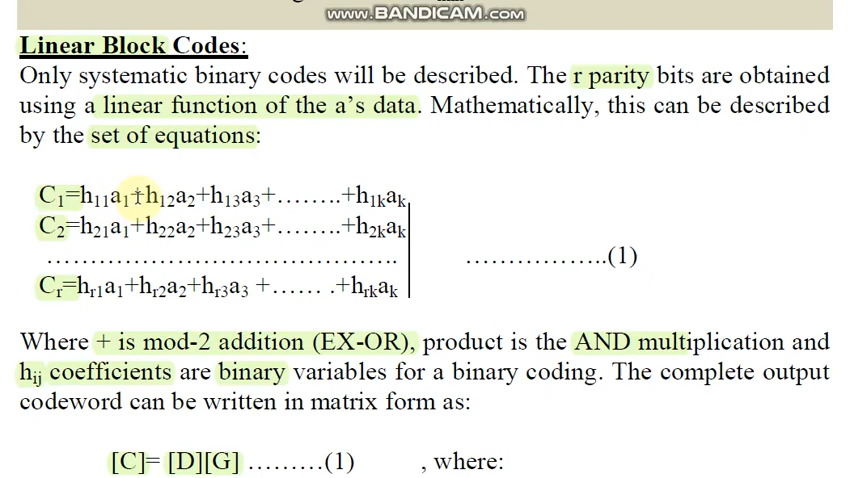 www.BANDICAM.com
Linear Block Codes:
Only systematic binary codes will be described. The r parity bits are obtained
using a linear function of the a's data. Mathematically, this can be described
by the set of equations:
C₁=h₁₁a₁+h₁₂a₂+h₁₃a₃+……..+h₁ₖaₖ
C₂=h₂₁a₁+h₂₂a₂+h₂₃a₃+……..+h₂ₖaₖ
…………………………………. ……………..(1)
Cᵣ=hᵣ₁a₁+hᵣ₂a₂+hᵣ₃a₃ +…… .+hᵣₖaₖ
Where + is mod-2 addition (EX-OR), product is the AND multiplication and
hᵢⱼ coefficients are binary variables for a binary coding. The complete output
codeword can be written in matrix form as:
[C]= [D][G] ………(1) , where: